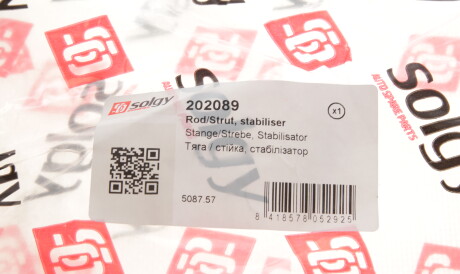 solgy
AUTO SPARE PARTS
solgy
202089
x1
Rod/Strut, stabiliser
Stange/Strebe, Stabilisator
Тяга / стійка, стабілізатор
5087.57
8 418578 052925
solgy